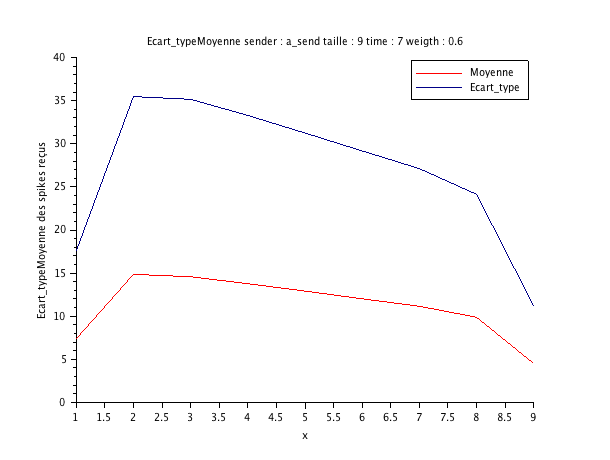 Ecart_typeMoyenne sender : a_send taille : 9 time : 7 weigth : 0.6
Moyenne
Ecart_type
Ecart_typeMoyenne des spikes reçus
40
35
30
25
20
15
10
5
0
1 1.5 2 2.5 3 3.5 4 4.5 5 5.5 6 6.5 7 7.5 8 8.5 9
x